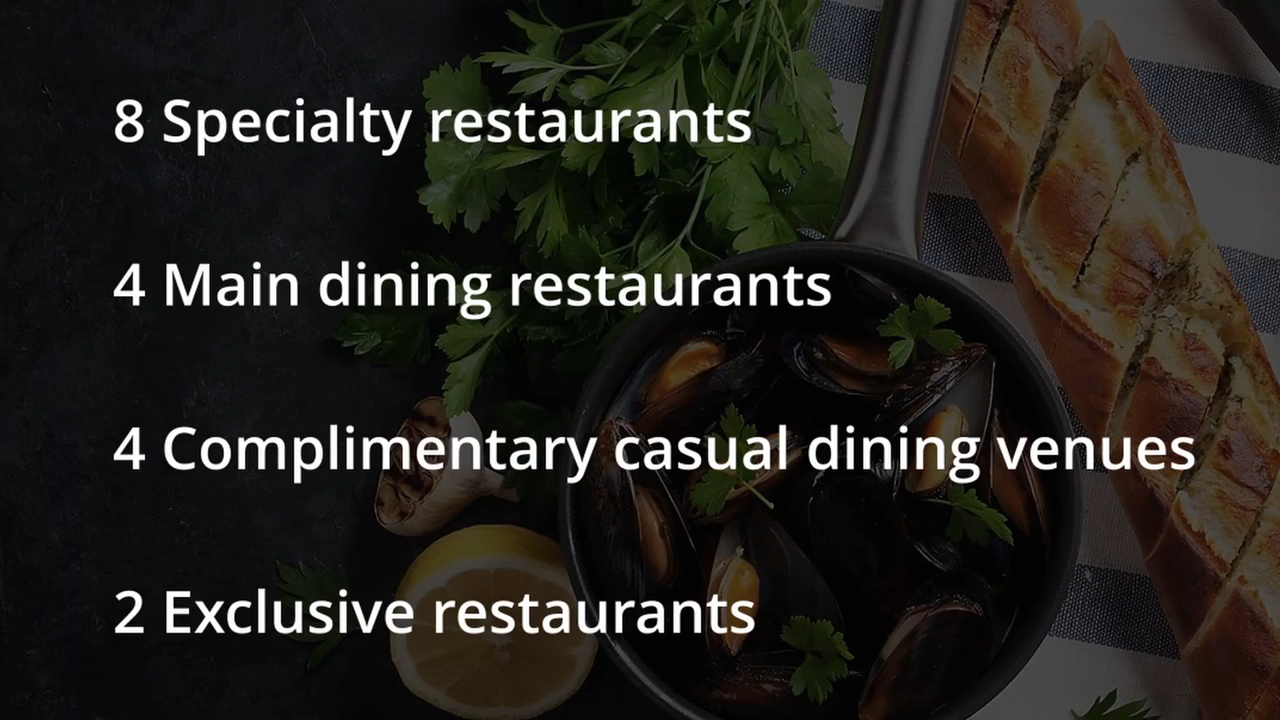 8 Specialty restaurants
4 Main dining restaurants
4 Complimentary casual dining venues
2 Exclusive restaurants